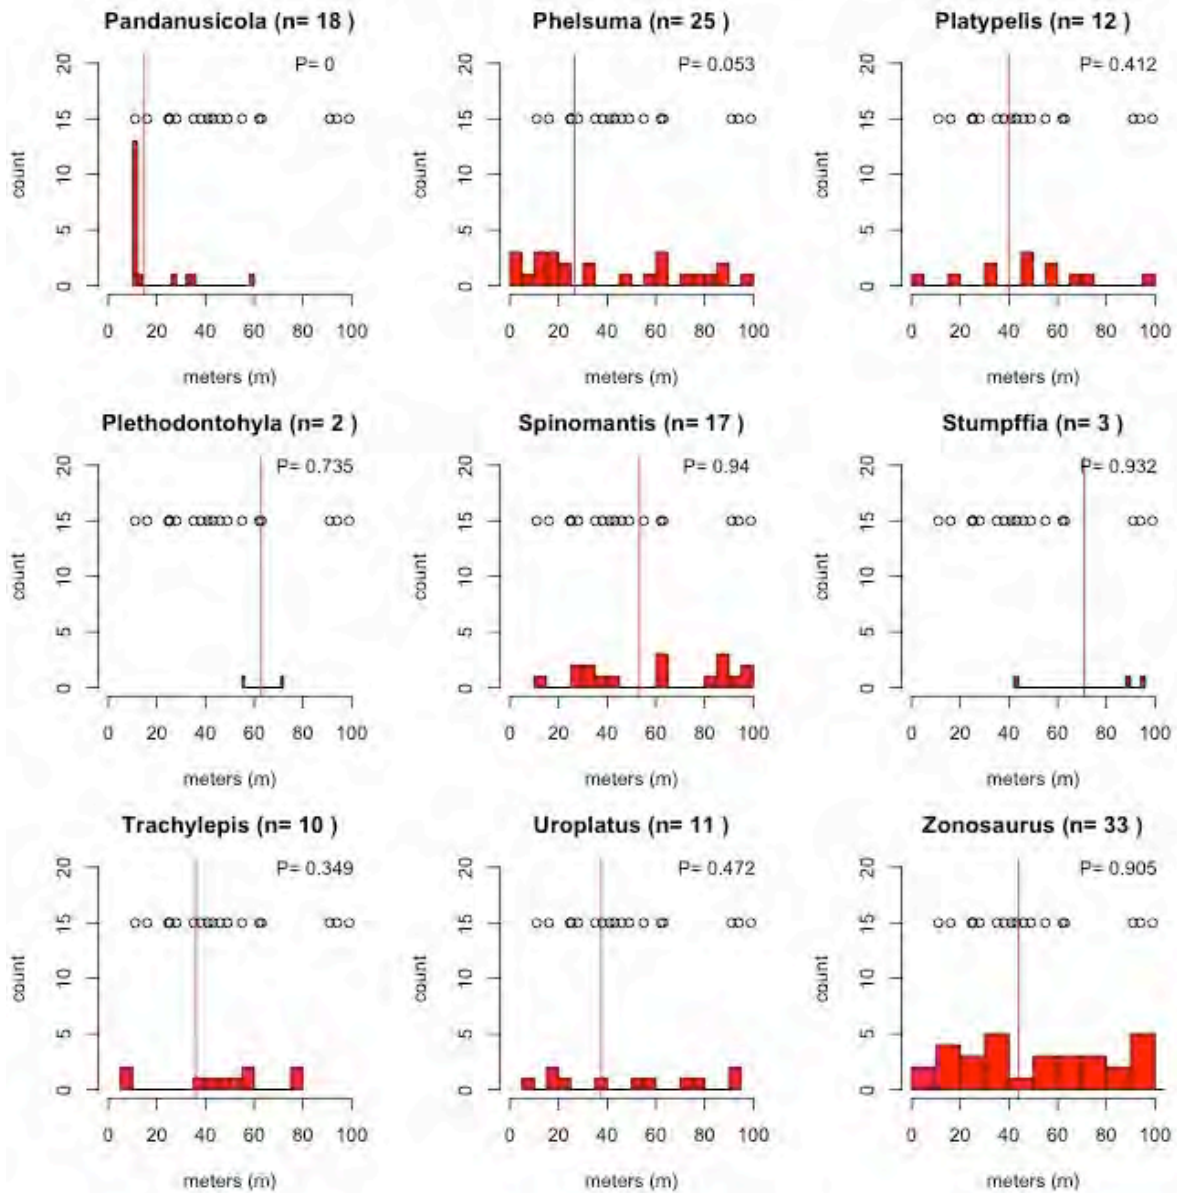 Pandanusicola (n= 18 )
P= 0
20
15
10
5
0
count
0 20 40 60 80 100
meters (m)
Phelsuma (n= 25 )
P= 0.053
20
15
10
5
0
count
0 20 40 60 80 100
meters (m)
Platypelis (n= 12 )
P= 0.412
20
15
10
5
0
count
0 20 40 60 80 100
meters (m)
Plethodontohyla (n= 2 )
P= 0.735
20
15
10
5
0
count
0 20 40 60 80 100
meters (m)
Spinomantis (n= 17 )
P= 0.94
20
15
10
5
0
count
0 20 40 60 80 100
meters (m)
Stumpffia (n= 3 )
P= 0.932
20
15
10
5
0
count
0 20 40 60 80 100
meters (m)
Trachylepis (n= 10 )
P= 0.349
20
15
10
5
0
count
0 20 40 60 80 100
meters (m)
Uroplatus (n= 11 )
P= 0.472
20
15
10
5
0
count
0 20 40 60 80 100
meters (m)
Zonosaurus (n= 33 )
P= 0.905
20
15
10
5
0
count
0 20 40 60 80 100
meters (m)